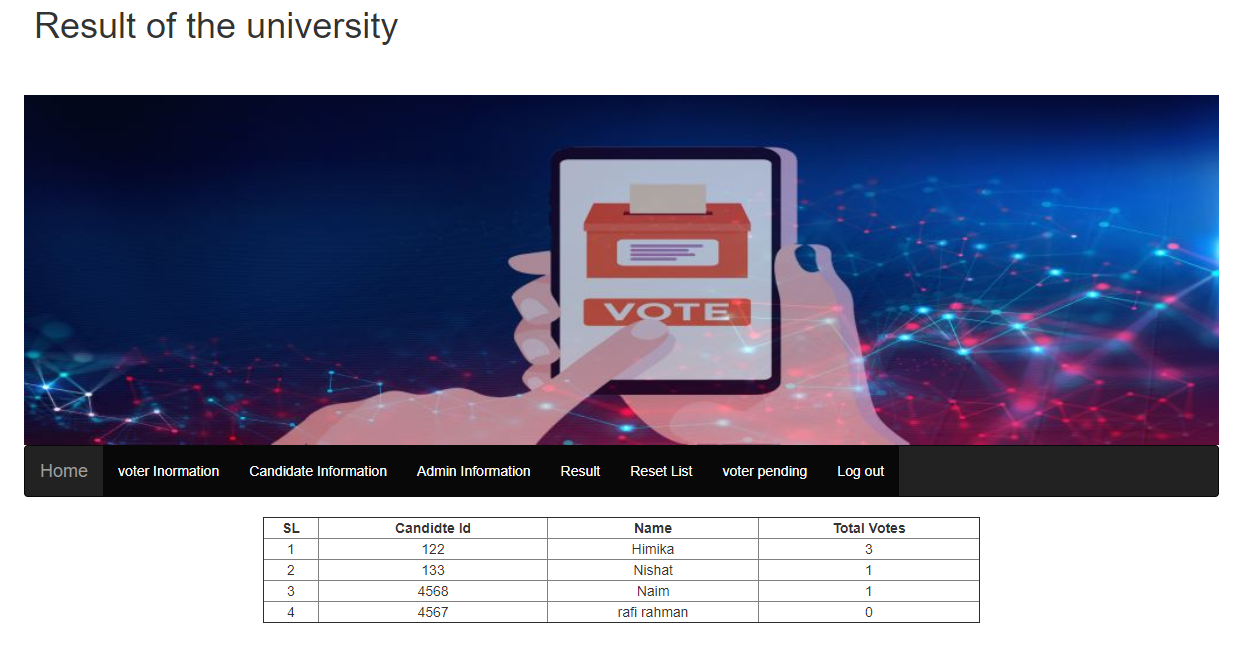 Result of the university
VOTE
Home voter Inormation Candidate Information Admin Information Result Reset List voter pending Log out
SL Candidte Id Name Total Votes
1 122 Himika 3
2 133 Nishat 1
3 4568 Naim 1
4 4567 rafi rahman 0